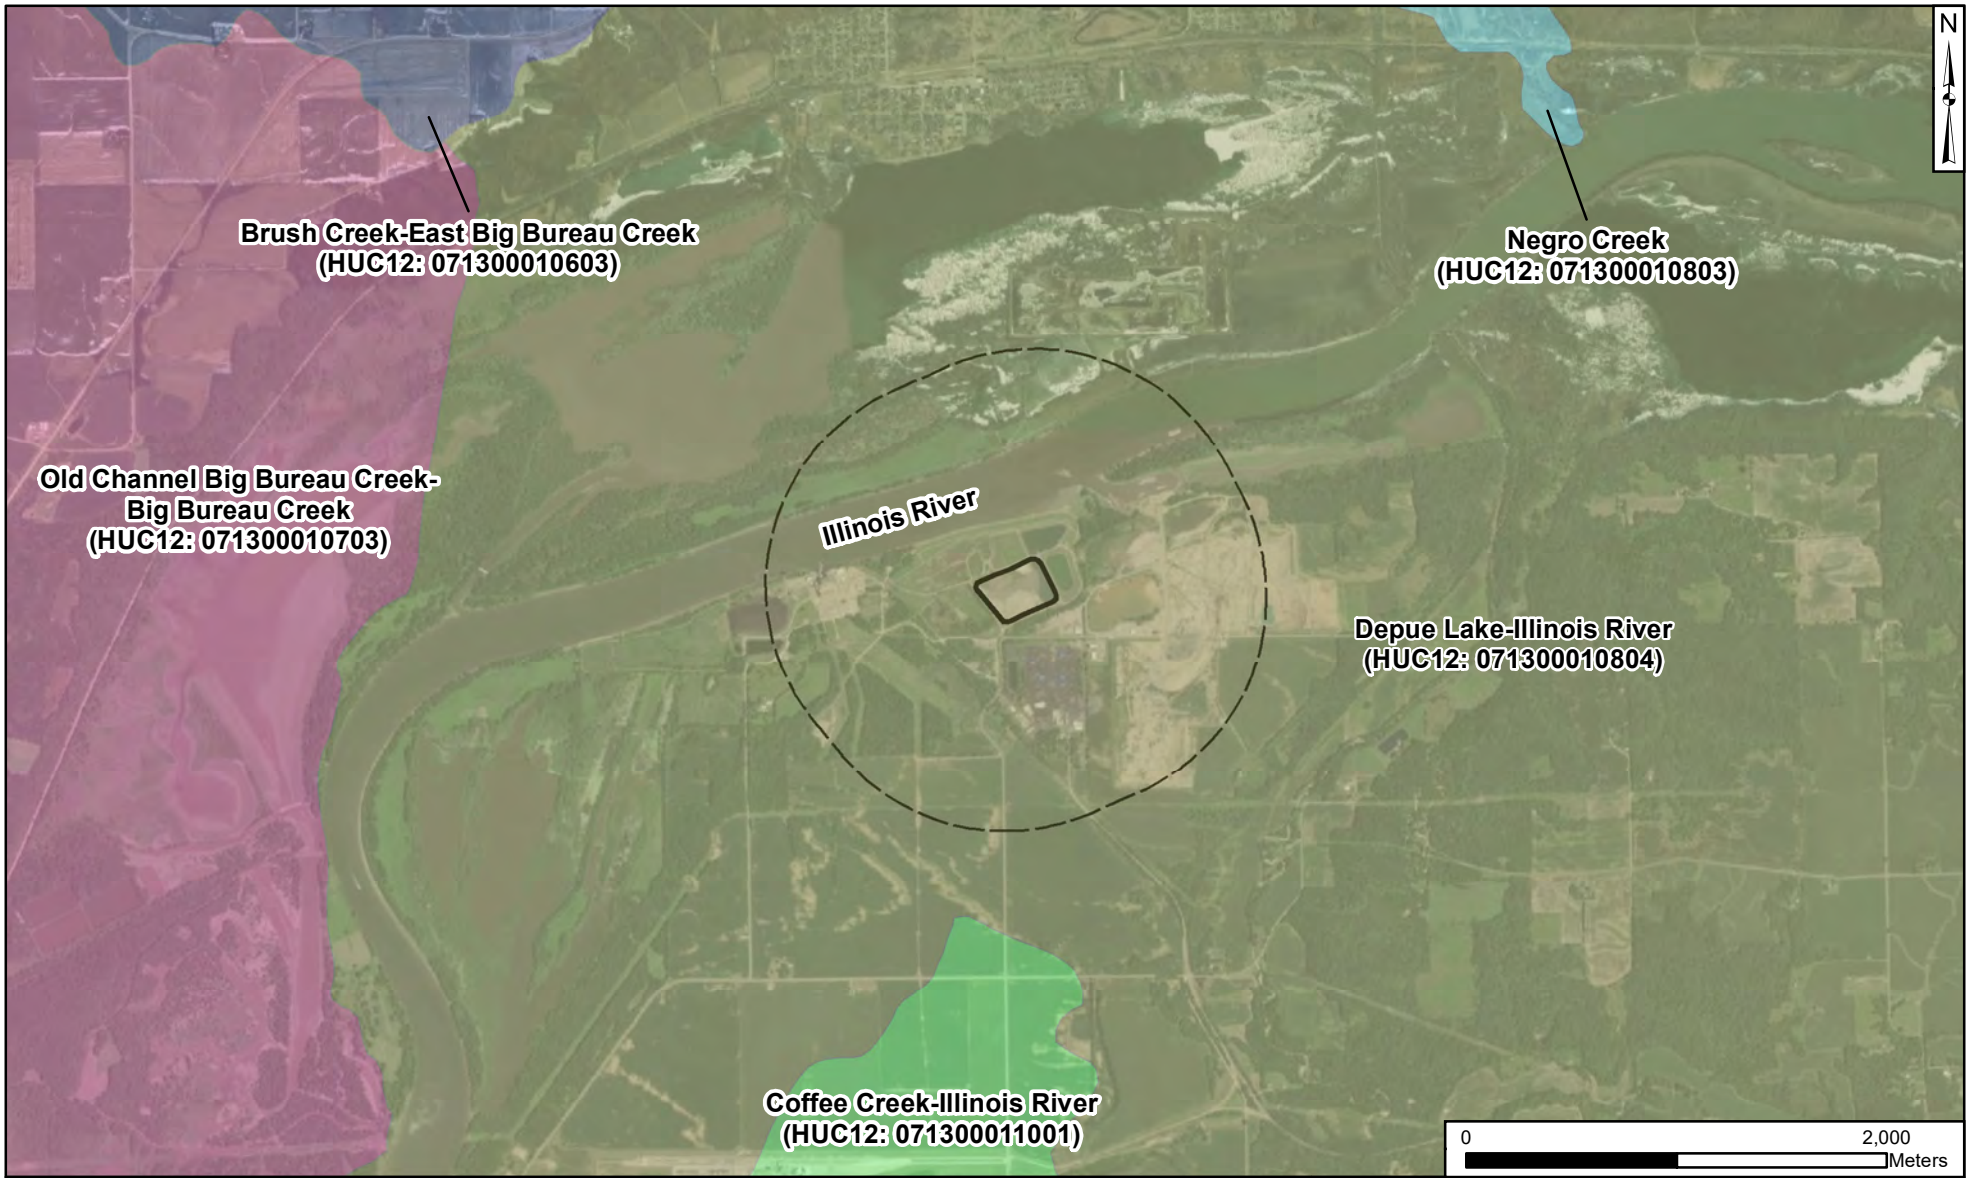 N
Brush Creek-East Big Bureau Creek
(HUC12: 071300010603)
Negro Creek
(HUC12: 071300010803)
Old Channel Big Bureau Creek-
Big Bureau Creek
(HUC12: 071300010703)
Illinois River
Depue Lake-Illinois River
(HUC12: 071300010804)
Coffee Creek-Illinois River
(HUC12: 071300011001)
0 2,000
Meters